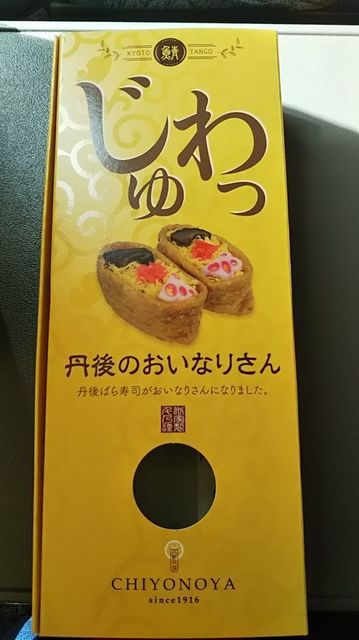 KYOTO 鯖 TANGO
じゅわっ
丹後のおいなりさん
丹後ばら寿司がおいなりさんになりました。
CHIYONOYA
since1916